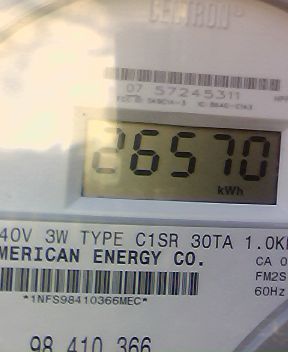 CELTRON
07 57245311
26570
kWh
40V 3W TYPE C1SR 30TA 1.0K
MERICAN ENERGY CO.
CA 0
FM2S
*1NFS98410366MEC*
60Hz
98 410 366